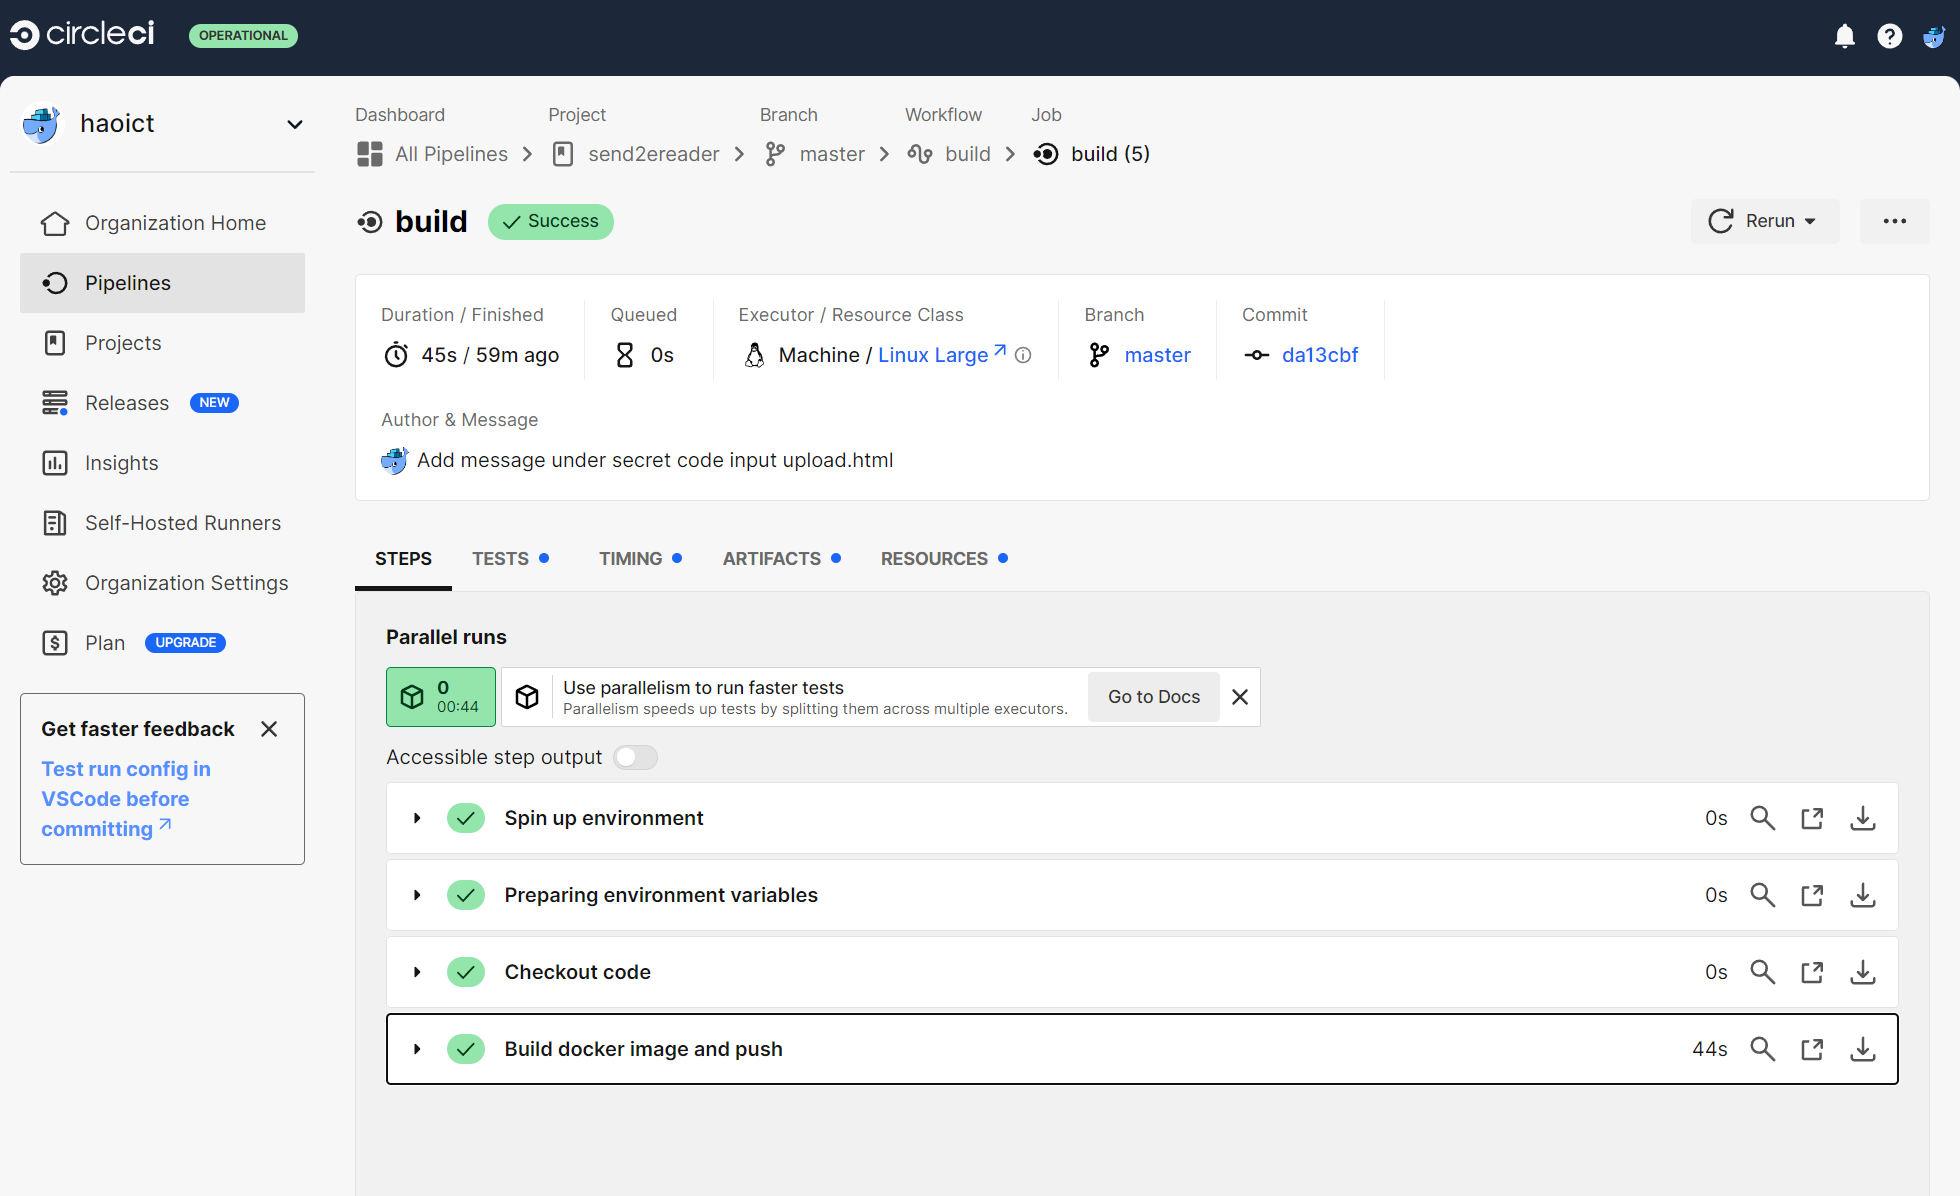 circleci
OPERATIONAL
haoict
Organization Home
Pipelines
Projects
Releases NEW
Insights
Self-Hosted Runners
Organization Settings
Plan UPGRADE
Get faster feedback
Test run config in
VSCode before
committing
Dashboard Project Branch Workflow Job
All Pipelines send2ereader master build build (5)
build Success
Rerun
Duration / Finished Queued Executor / Resource Class Branch Commit
45s / 59m ago 0s Machine / Linux Large master da13cbf
Author & Message
Add message under secret code input upload.html
STEPS TESTS TIMING ARTIFACTS RESOURCES
Parallel runs
0
00:44
Use parallelism to run faster tests
Parallelism speeds up tests by splitting them across multiple executors.
Go to Docs
Accessible step output
Spin up environment 0s
Preparing environment variables 0s
Checkout code 0s
Build docker image and push 44s